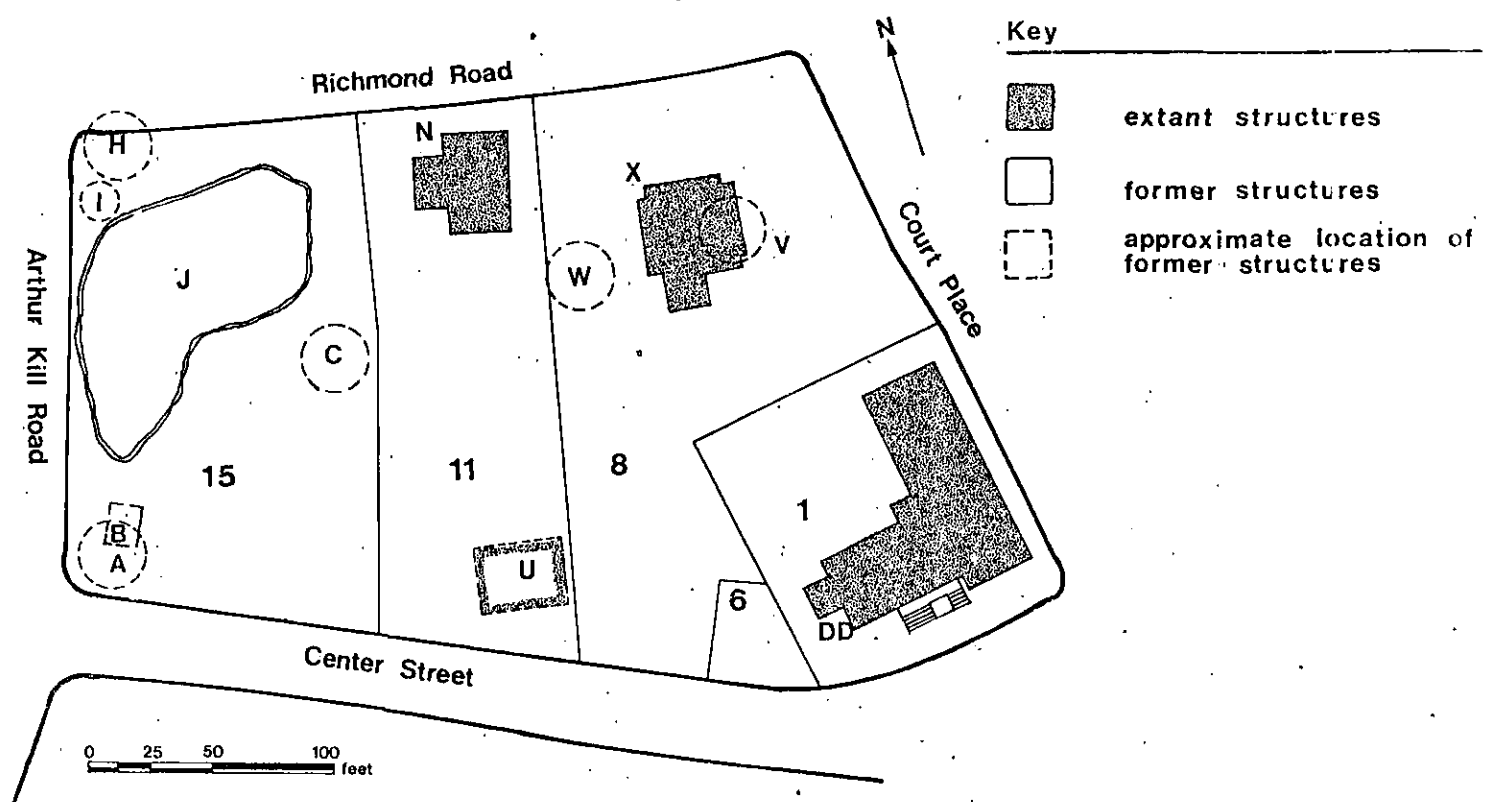 Richmond Road
N
Key
extant structures
former structures
approximate location of
former structures
H
I
J
C
N
X
W
V
Court Place
Arthur Kill Road
15
11
8
1
6
B
A
U
DD
Center Street
0 25 50 100
feet